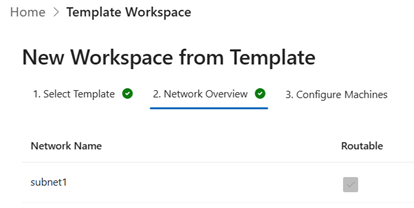 Home > Template Workspace
New Workspace from Template
1. Select Template 2. Network Overview 3. Configure Machines
Network Name Routable
subnet1